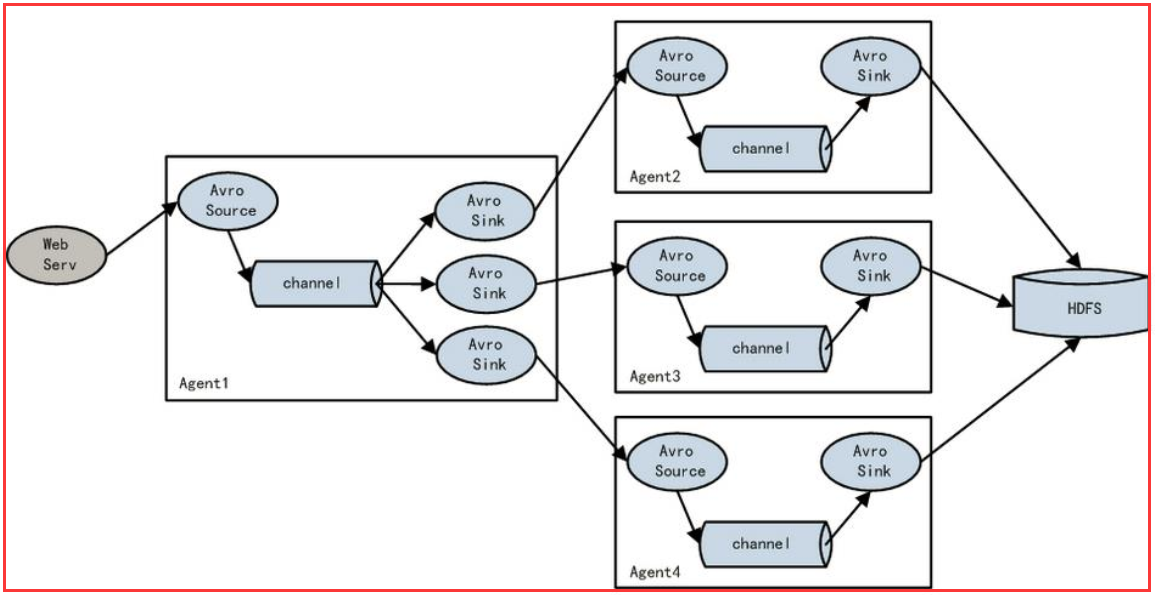 Web
Serv
Avro
Source
channel
Avro
Sink
Avro
Sink
Avro
Sink
Agent1
Avro
Source
channel
Avro
Sink
Agent2
Avro
Source
channel
Avro
Sink
Agent3
Avro
Source
channel
Avro
Sink
Agent4
HDFS